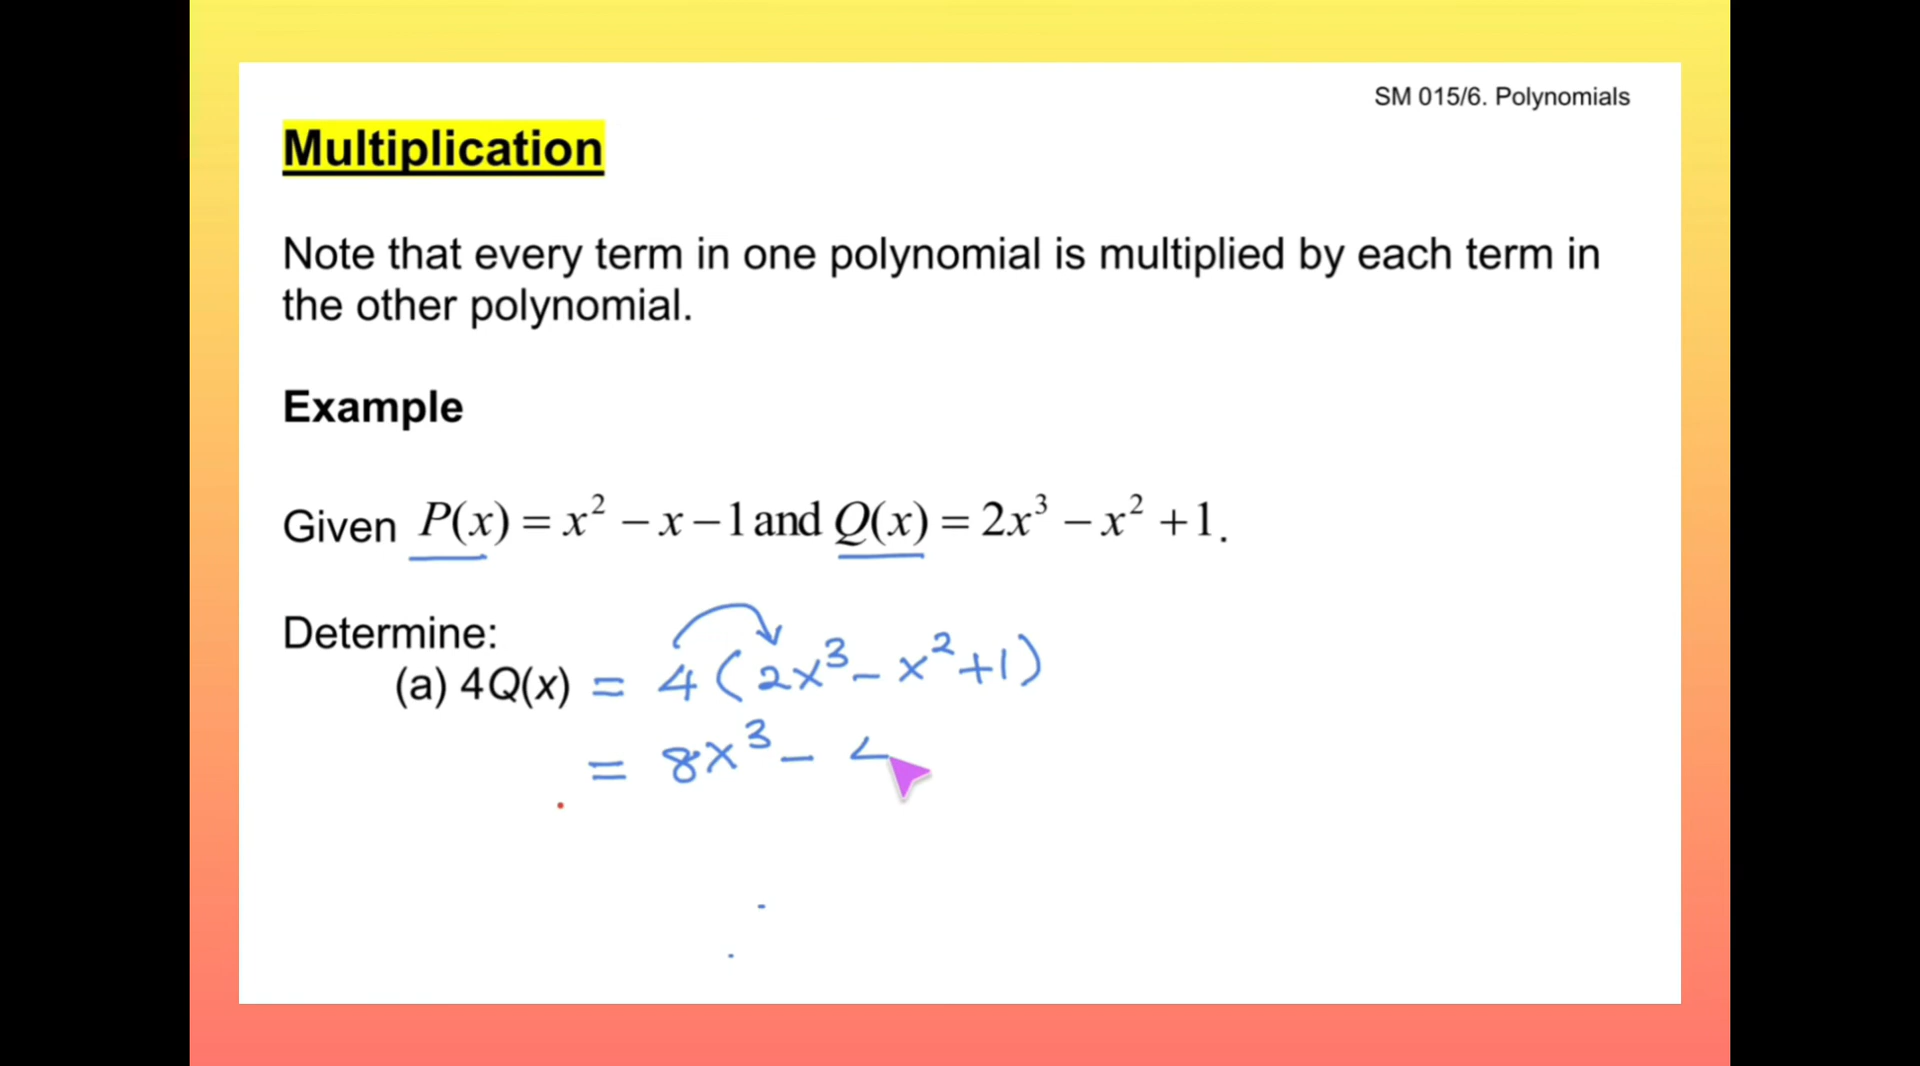 SM 015/6. Polynomials
Multiplication
Note that every term in one polynomial is multiplied by each term in
the other polynomial.
Example
Given P(x) = x² − x − 1 and Q(x) = 2x³ − x² + 1.
Determine:
(a) 4Q(x) = 4(2x³ − x² + 1)
= 8x³ − 4